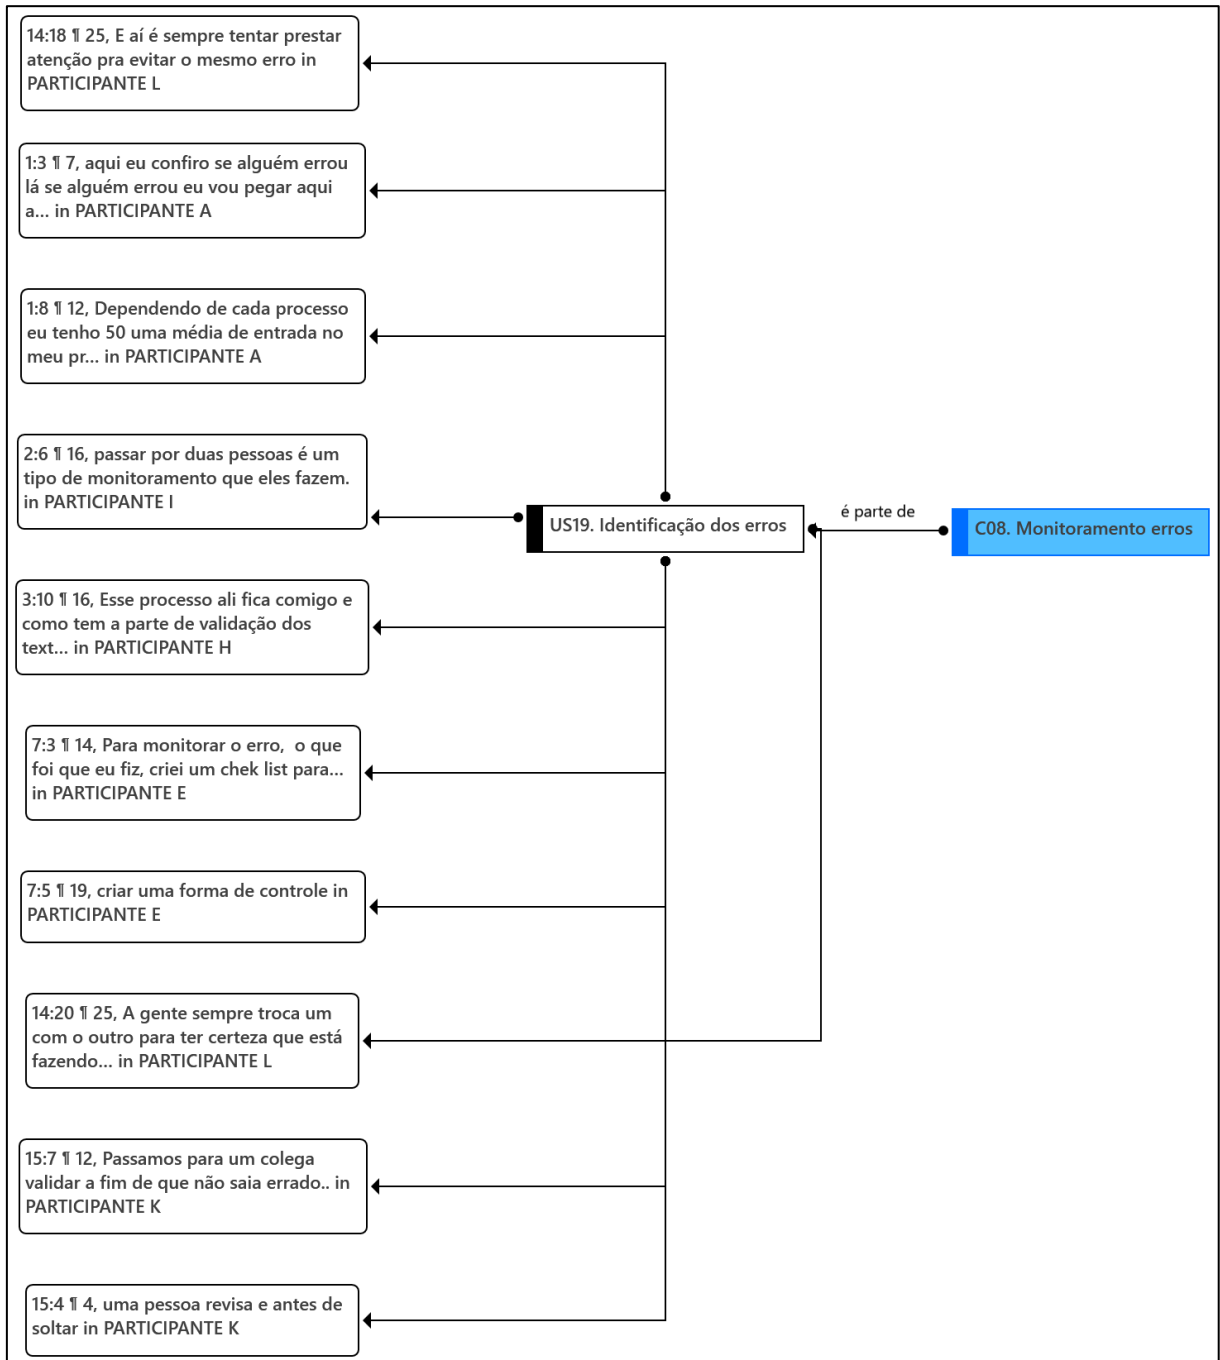 14:18 ¶ 25, E aí é sempre tentar prestar
atenção pra evitar o mesmo erro in
PARTICIPANTE L
1:3 ¶ 7, aqui eu confiro se alguém errou
lá se alguém errou eu vou pegar aqui
a... in PARTICIPANTE A
1:8 ¶ 12, Dependendo de cada processo
eu tenho 50 uma média de entrada no
meu pr... in PARTICIPANTE A
2:6 ¶ 16, passar por duas pessoas é um
tipo de monitoramento que eles fazem.
in PARTICIPANTE I
US19. Identificação dos erros
é parte de
C08. Monitoramento erros
3:10 ¶ 16, Esse processo ali fica comigo e
como tem a parte de validação dos
text... in PARTICIPANTE H
7:3 ¶ 14, Para monitorar o erro,  o que
foi que eu fiz, criei um chek list para...
in PARTICIPANTE E
7:5 ¶ 19, criar uma forma de controle in
PARTICIPANTE E
14:20 ¶ 25, A gente sempre troca um
com o outro para ter certeza que está
fazendo... in PARTICIPANTE L
15:7 ¶ 12, Passamos para um colega
validar a fim de que não saia errado.. in
PARTICIPANTE K
15:4 ¶ 4, uma pessoa revisa e antes de
soltar in PARTICIPANTE K